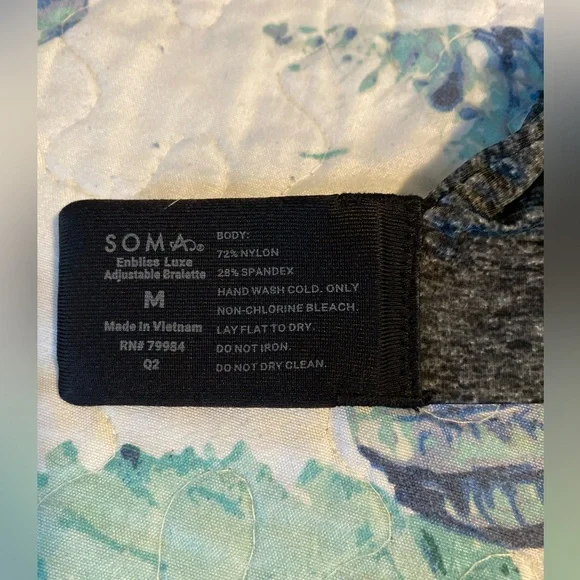 SOMA®
Enbliss Luxe
Adjustable Bralette
M
Made in Vietnam
RN# 79984
Q2
BODY:
72% NYLON
28% SPANDEX
HAND WASH COLD. ONLY
NON-CHLORINE BLEACH.
LAY FLAT TO DRY.
DO NOT IRON.
DO NOT DRY CLEAN.